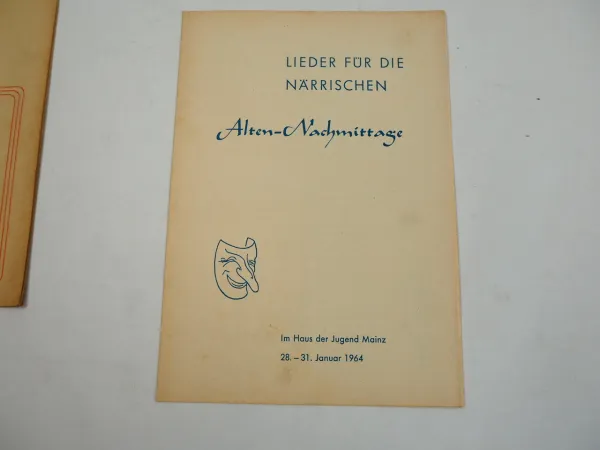 LIEDER FÜR DIE
NÄRRISCHEN
Alten-Nachmittage
Im Haus der Jugend Mainz
28. – 31. Januar 1964